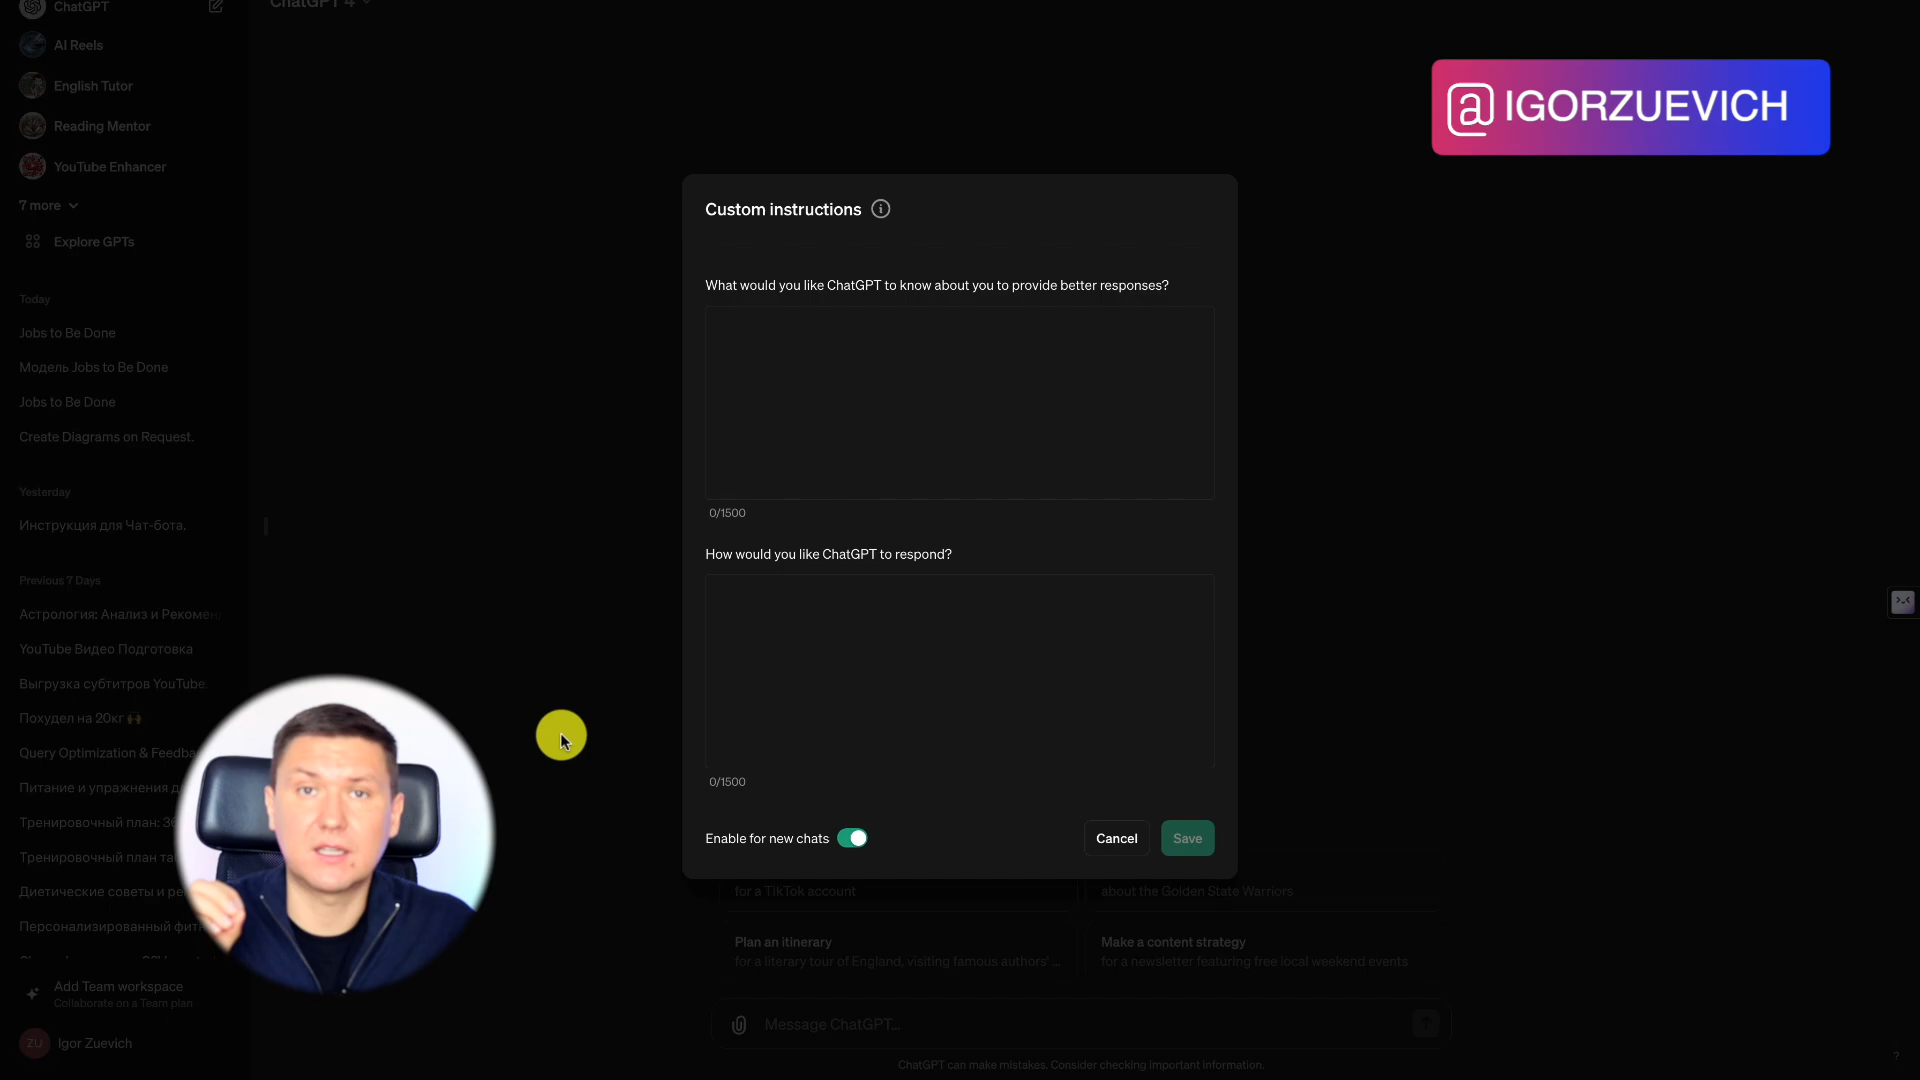 ChatGPT
AI Reels
English Tutor
Reading Mentor
YouTube Enhancer
7 more
Explore GPTs
Today
Jobs to Be Done
Модель Jobs to Be Done
Jobs to Be Done
Create Diagrams on Request.
Yesterday
Инструкция для Чат-бота.
Previous 7 Days
Астрология: Анализ и Рекомен
YouTube Видео Подготовка
Выгрузка субтитров YouTube.
Похудел на 20кг 🙌
Query Optimization & Feedba
Питание и упражнения д
Тренировочный план: 36
Тренировочный план та
Диетические советы и ре
Персонализированный фитн
Add Team workspace
Collaborate on a Team plan
ZU Igor Zuevich
ChatGPT 4
@IGORZUEVICH
Custom instructions
What would you like ChatGPT to know about you to provide better responses?
0/1500
How would you like ChatGPT to respond?
0/1500
Enable for new chats
Cancel
Save
for a TikTok account
about the Golden State Warriors
Plan an itinerary
for a literary tour of England, visiting famous authors' ...
Make a content strategy
for a newsletter featuring free local weekend events
Message ChatGPT...
ChatGPT can make mistakes. Consider checking important information.
?